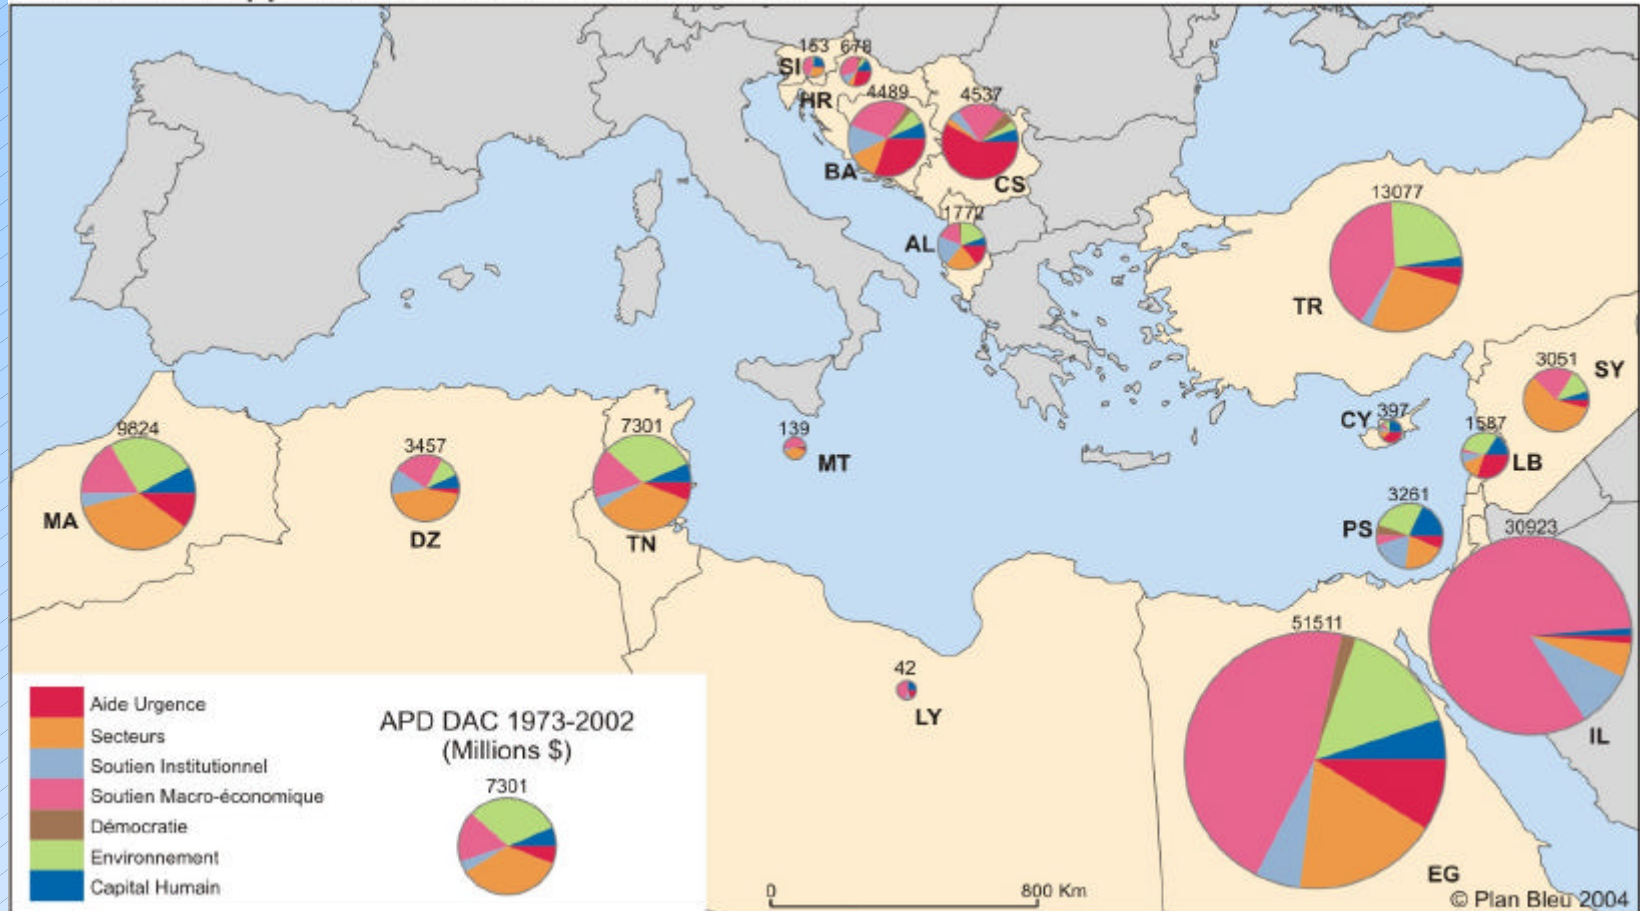 153 678
SI
HR
4489 4537
BA
CS
1772
AL
13077
TR
3051
SY
397
CY
1587
LB
9824
MA
3457
DZ
7301
TN
139
MT
3261
PS
30923
IL
51511
EG
42
LY
Aide Urgence
Secteurs
Soutien Institutionnel
Soutien Macro-économique
Démocratie
Environnement
Capital Humain
APD DAC 1973-2002
(Millions $)
7301
0 800 Km
© Plan Bleu 2004